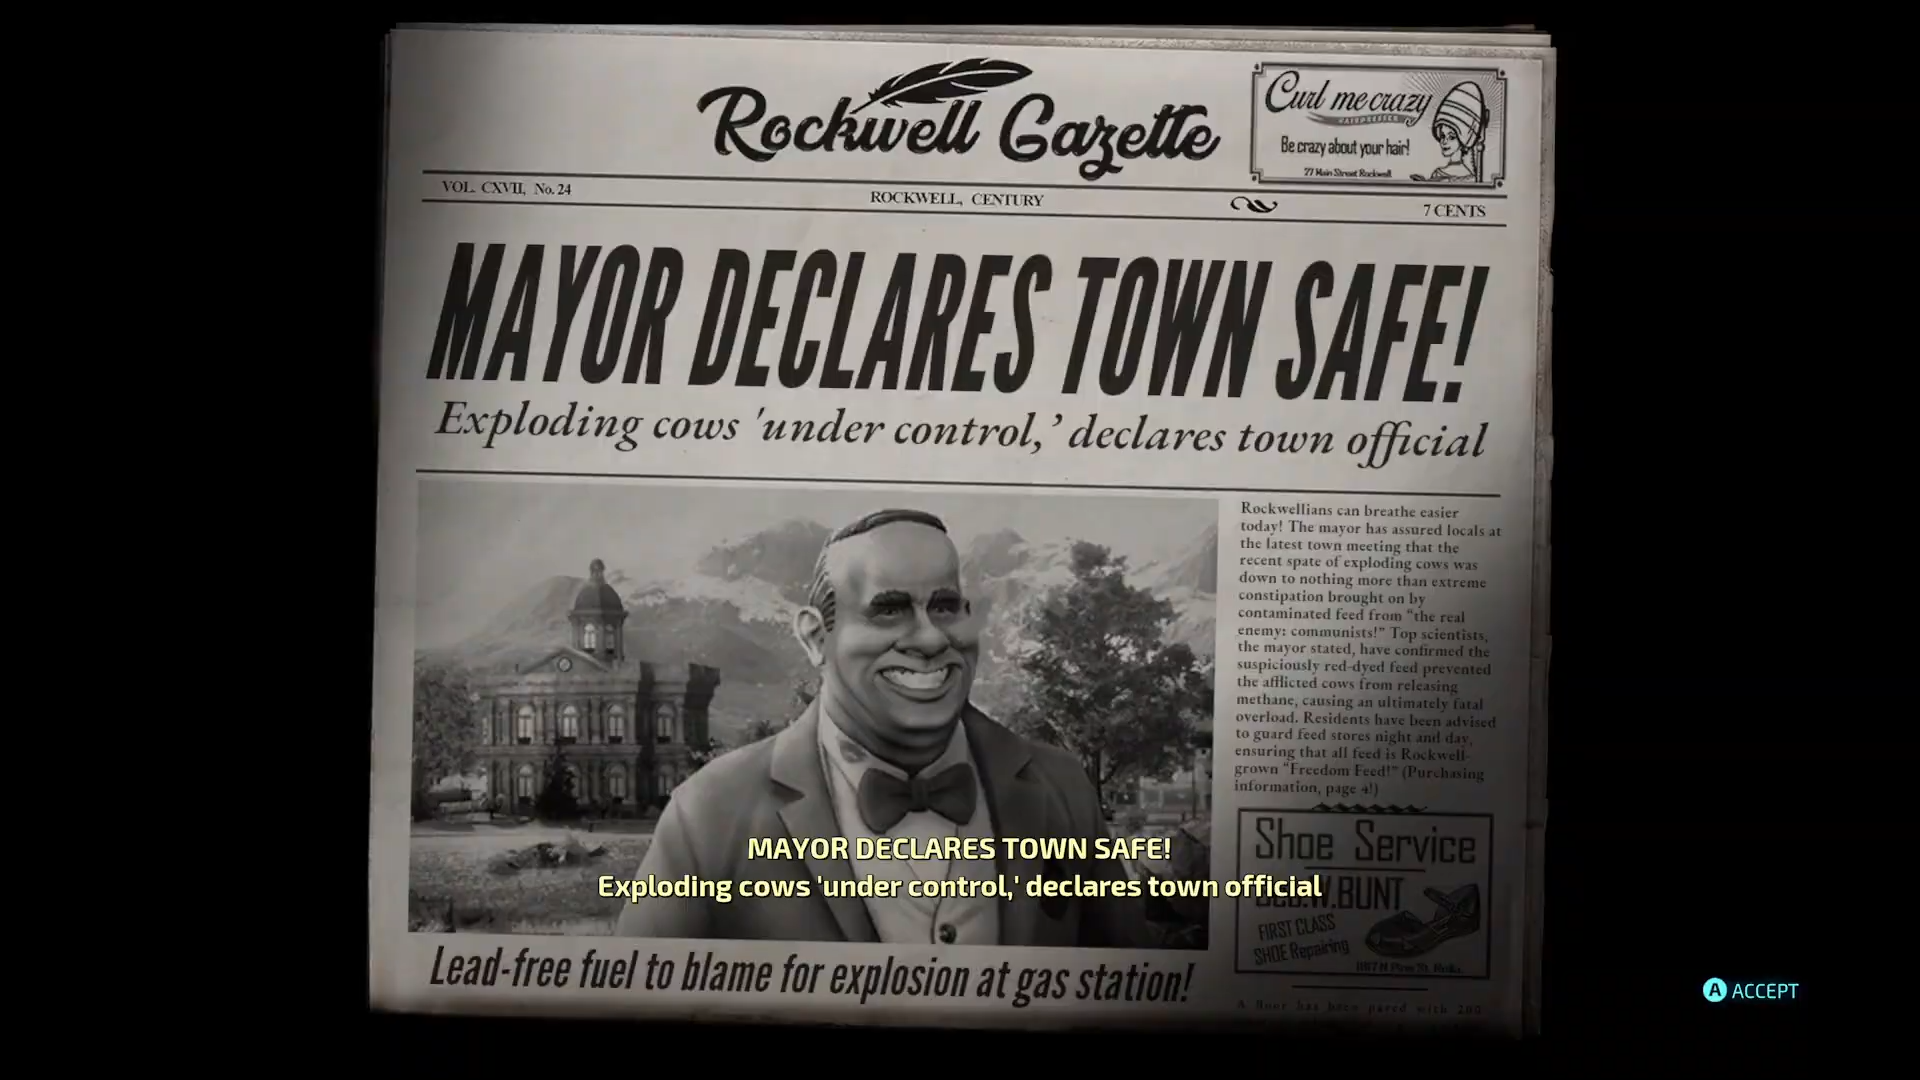 Rockwell Gazette
Curl me crazy
HAIRDRESSER
Be crazy about your hair!
27 Main Street Rockwell
VOL. CXVII, No. 24
ROCKWELL, CENTURY
7 CENTS
MAYOR DECLARES TOWN SAFE!
Exploding cows 'under control,' declares town official
Rockwellians can breathe easier
today! The mayor has assured locals at
the latest town meeting that the
recent spate of exploding cows was
down to nothing more than extreme
constipation brought on by
contaminated feed from “the real
enemy: communists!” Top scientists,
the mayor stated, have confirmed the
suspiciously red-dyed feed prevented
the afflicted cows from releasing
methane, causing an ultimately fatal
overload. Residents have been advised
to guard feed stores night and day,
ensuring that all feed is Rockwell-
grown “Freedom Feed!” (Purchasing
information, page 4!)
MAYOR DECLARES TOWN SAFE!
Exploding cows 'under control,' declares town official
Shoe Service
W.BUNT
FIRST CLASS
SHOE Repairing
Lead-free fuel to blame for explosion at gas station!
A floor has been pared with 200
A ACCEPT